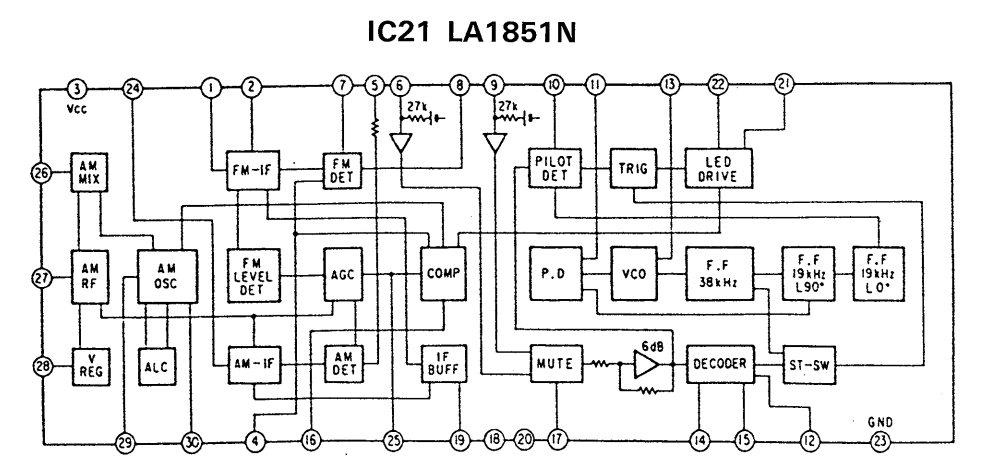 IC21 LA1851N
3 24 1 2 7 5 6 8 9 10 11 13 22 21
Vcc
27k 27k
26
AM
MIX
FM-IF
FM
DET
PILOT
DET
TRIG
LED
DRIVE
27
AM
RF
AM
OSC
FM
LEVEL
DET
AGC
COMP
P.D
VCO
F.F
38kHz
F.F
19kHz
L90°
F.F
19kHz
L0°
28
V
REG
ALC
AM-IF
AM
DET
IF
BUFF
MUTE
6dB
DECODER
ST-SW
GND
29 30 4 16 25 19 18 20 17 14 15 12 23